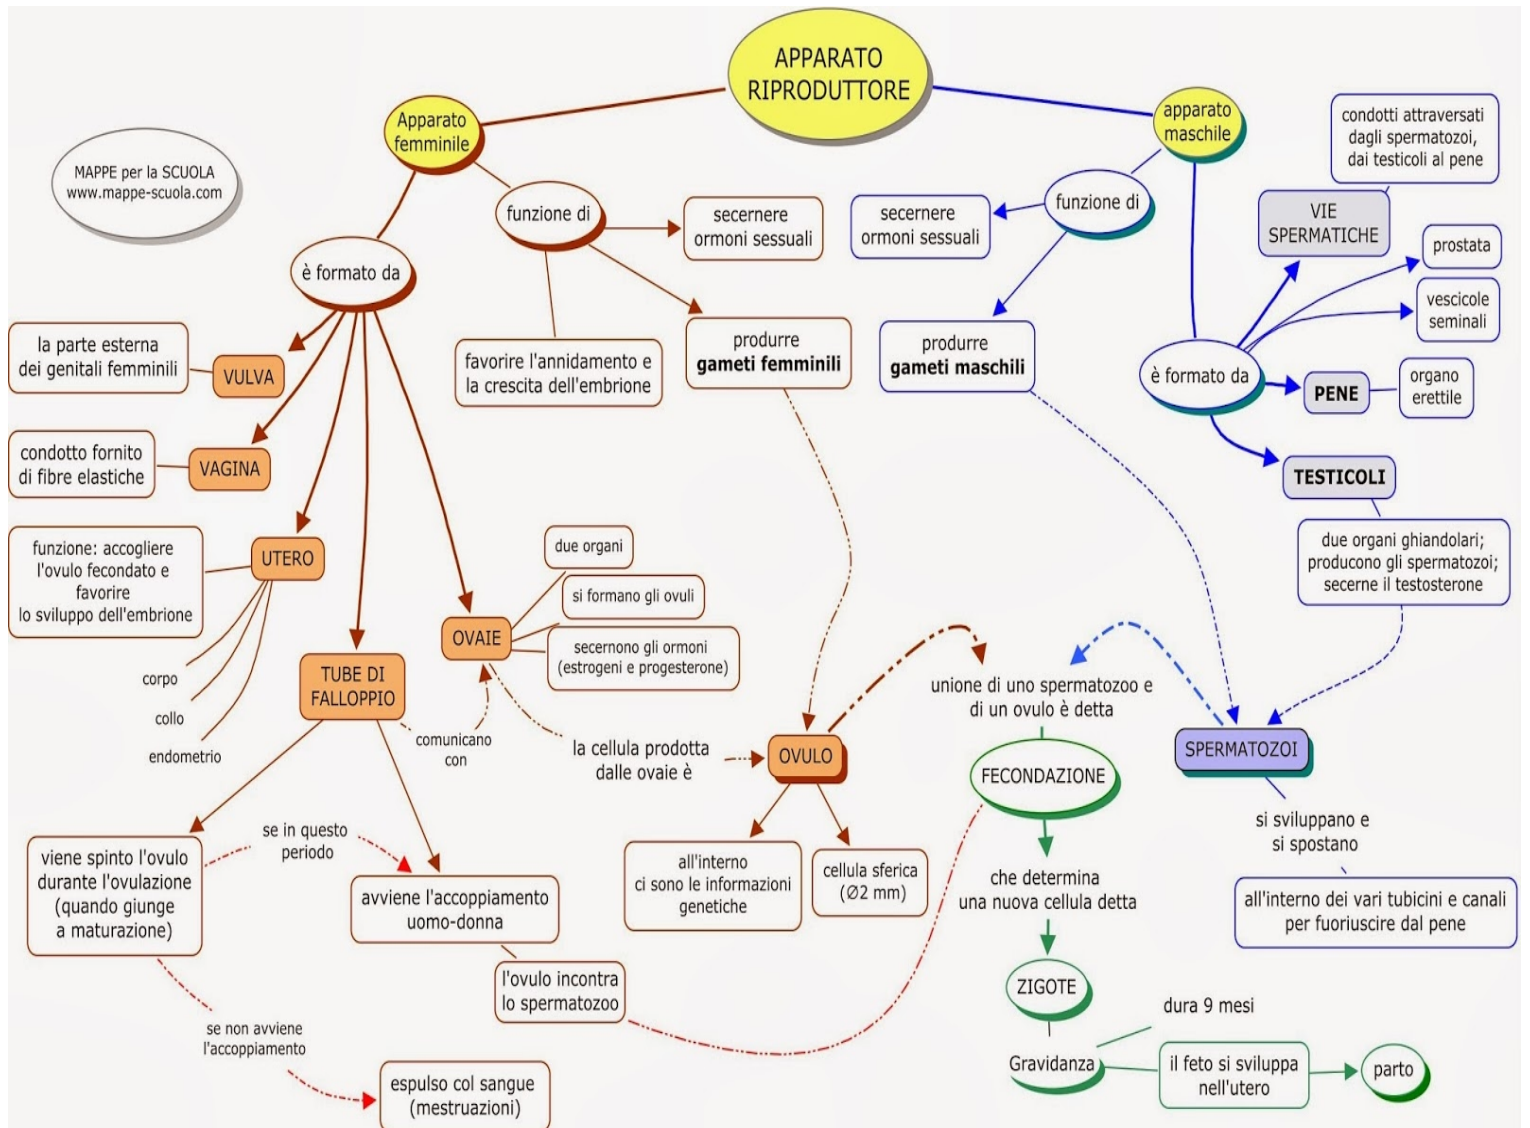 APPARATO
RIPRODUTTORE
Apparato
femminile
apparato
maschile
MAPPE per la SCUOLA
www.mappe-scuola.com
condotti attraversati
dagli spermatozoi,
dai testicoli al pene
funzione di
secernere
ormoni sessuali
secernere
ormoni sessuali
funzione di
VIE
SPERMATICHE
prostata
è formato da
vescicole
seminali
la parte esterna
dei genitali femminili
VULVA
favorire l'annidamento e
la crescita dell'embrione
produrre
gameti femminili
produrre
gameti maschili
è formato da
PENE
organo
erettile
condotto fornito
di fibre elastiche
VAGINA
TESTICOLI
funzione: accogliere
l'ovulo fecondato e
favorire
lo sviluppo dell'embrione
UTERO
due organi
si formano gli ovuli
OVAIE
secernono gli ormoni
(estrogeni e progesterone)
due organi ghiandolari;
producono gli spermatozoi;
secerne il testosterone
corpo
collo
endometrio
TUBE DI
FALLOPPIO
comunicano
con
la cellula prodotta
dalle ovaie è
OVULO
unione di uno spermatozoo e
di un ovulo è detta
FECONDAZIONE
SPERMATOZOI
si sviluppano e
si spostano
viene spinto l'ovulo
durante l'ovulazione
(quando giunge
a maturazione)
se in questo
periodo
avviene l'accoppiamento
uomo-donna
all'interno
ci sono le informazioni
genetiche
cellula sferica
(∅2 mm)
che determina
una nuova cellula detta
all'interno dei vari tubicini e canali
per fuoriuscire dal pene
l'ovulo incontra
lo spermatozoo
ZIGOTE
dura 9 mesi
se non avviene
l'accoppiamento
Gravidanza
il feto si sviluppa
nell'utero
parto
espulso col sangue
(mestruazioni)